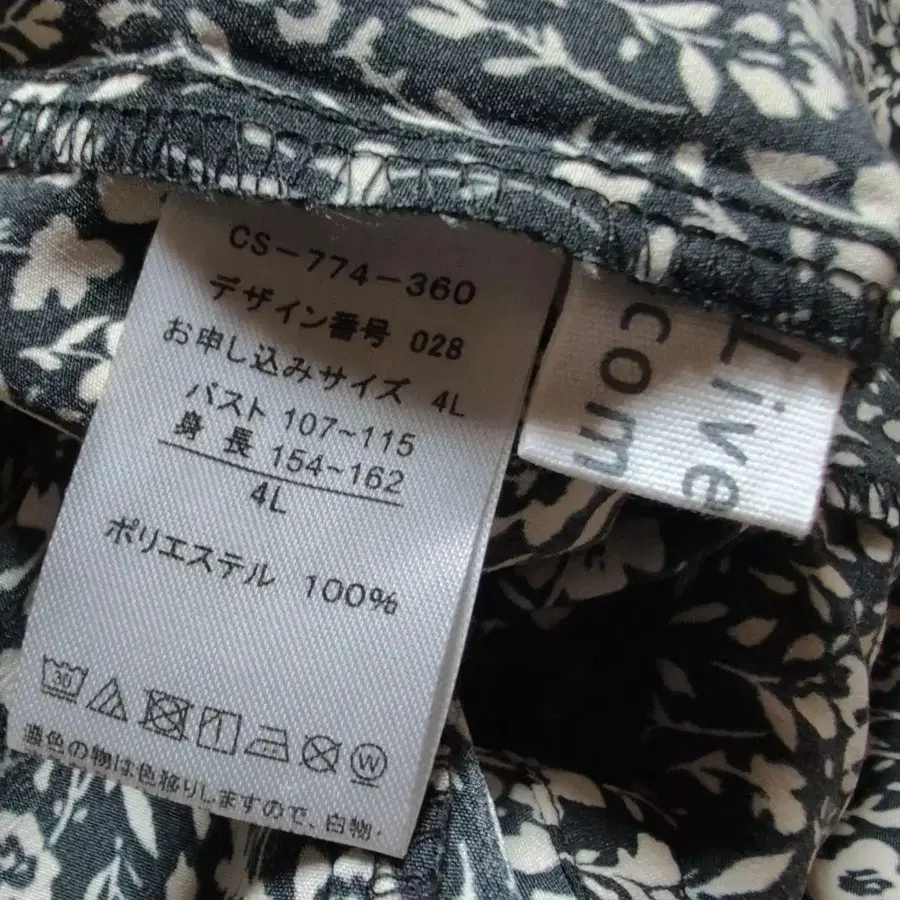 CS-774-360
デザイン番号 028
お申し込みサイズ 4L
バスト 107~115
身長 154~162
4L
ポリエステル 100%
30
W
濃色の物は色移りしますので、白物・
Live
com